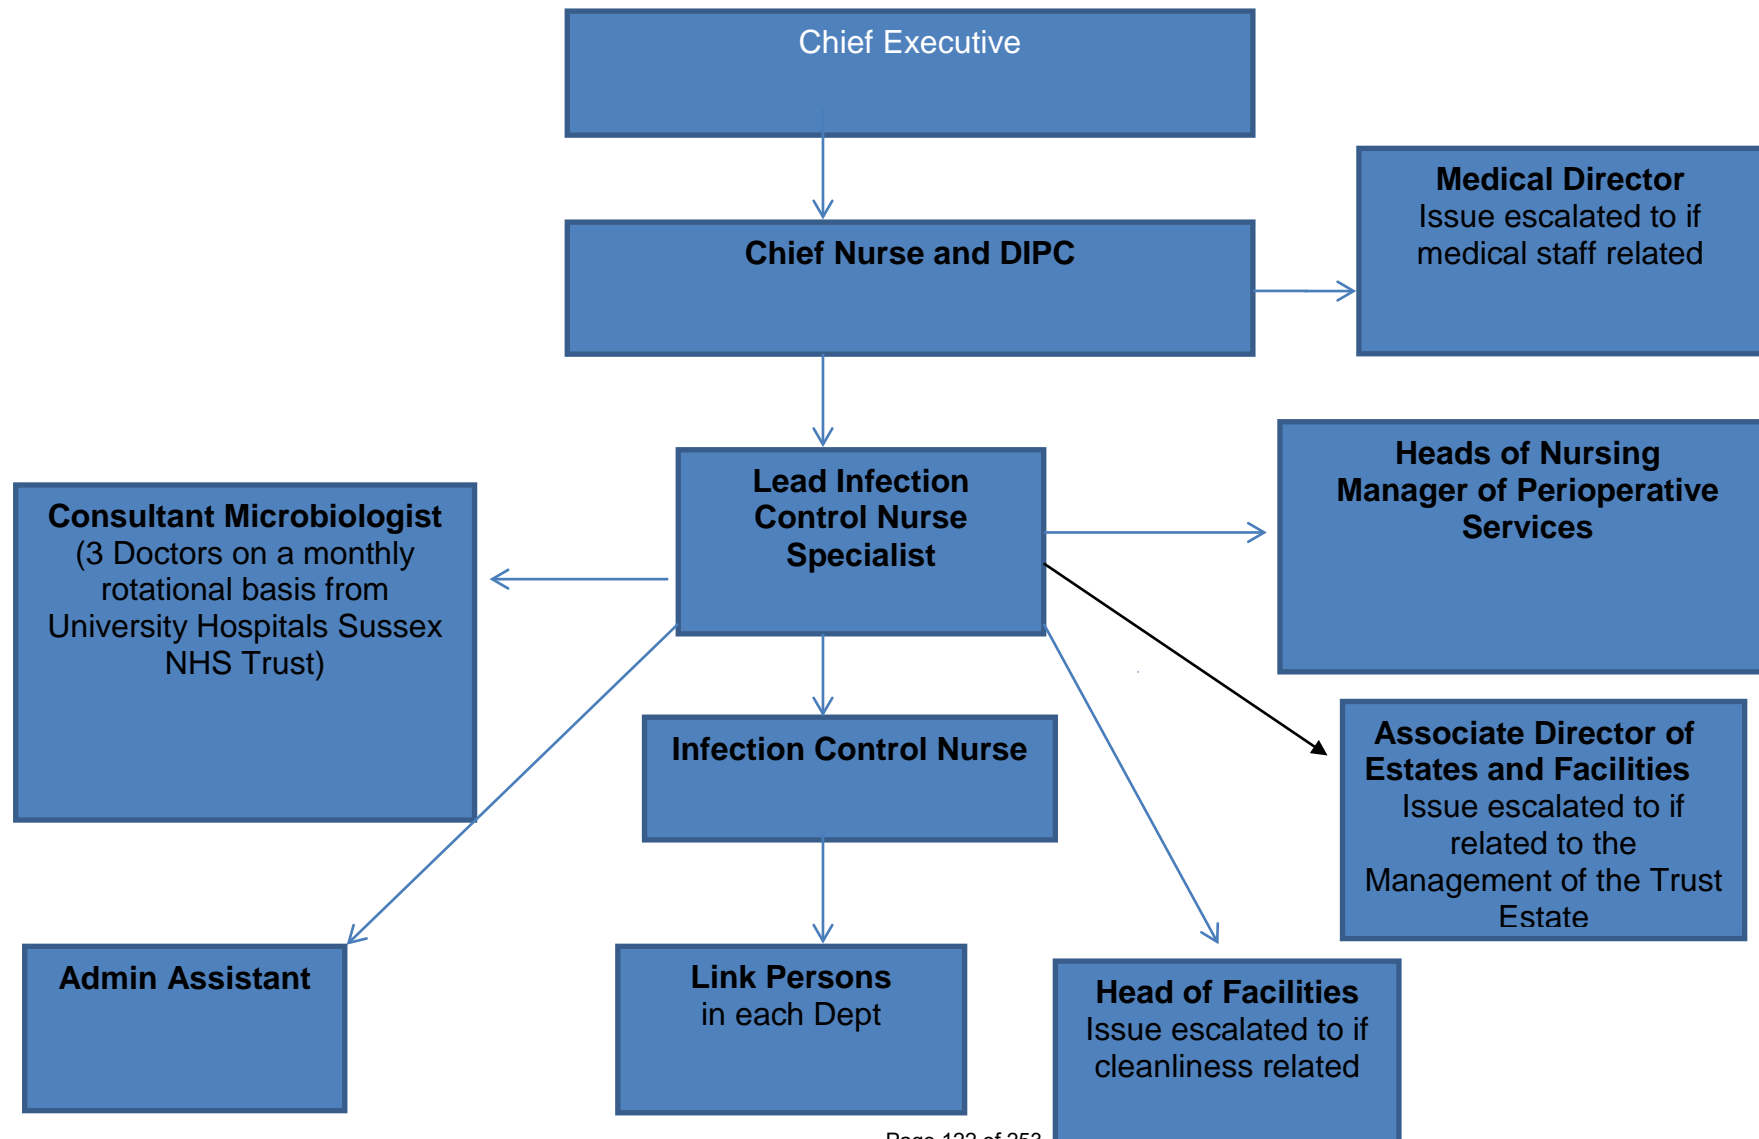 Chief Executive
Medical Director
Issue escalated to if
medical staff related
Chief Nurse and DIPC
Heads of Nursing
Manager of Perioperative
Services
Lead Infection
Control Nurse
Specialist
Consultant Microbiologist
(3 Doctors on a monthly
rotational basis from
University Hospitals Sussex
NHS Trust)
Infection Control Nurse
Associate Director of
Estates and Facilities
Issue escalated to if
related to the
Management of the Trust
Estate
Admin Assistant
Link Persons
in each Dept
Head of Facilities
Issue escalated to if
cleanliness related
Page 122 of 253